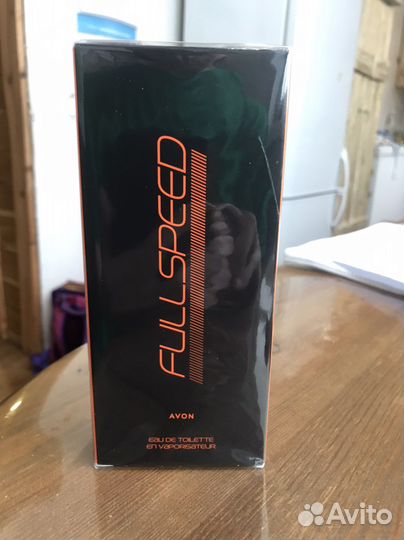 FULLSPEED
AVON
EAU DE TOILETTE
EN VAPORISATEUR
Avito